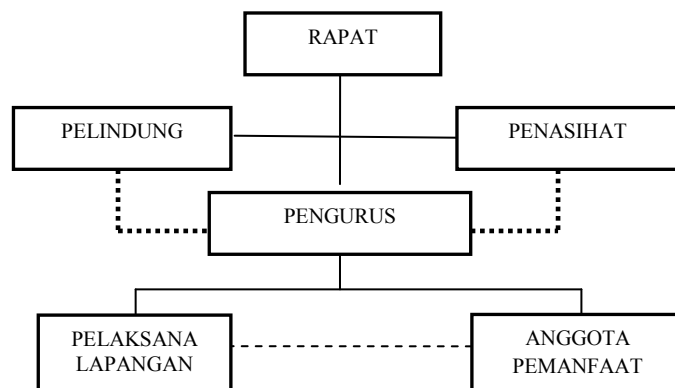 RAPAT
PELINDUNG
PENASIHAT
PENGURUS
PELAKSANA
LAPANGAN
ANGGOTA
PEMANFAAT